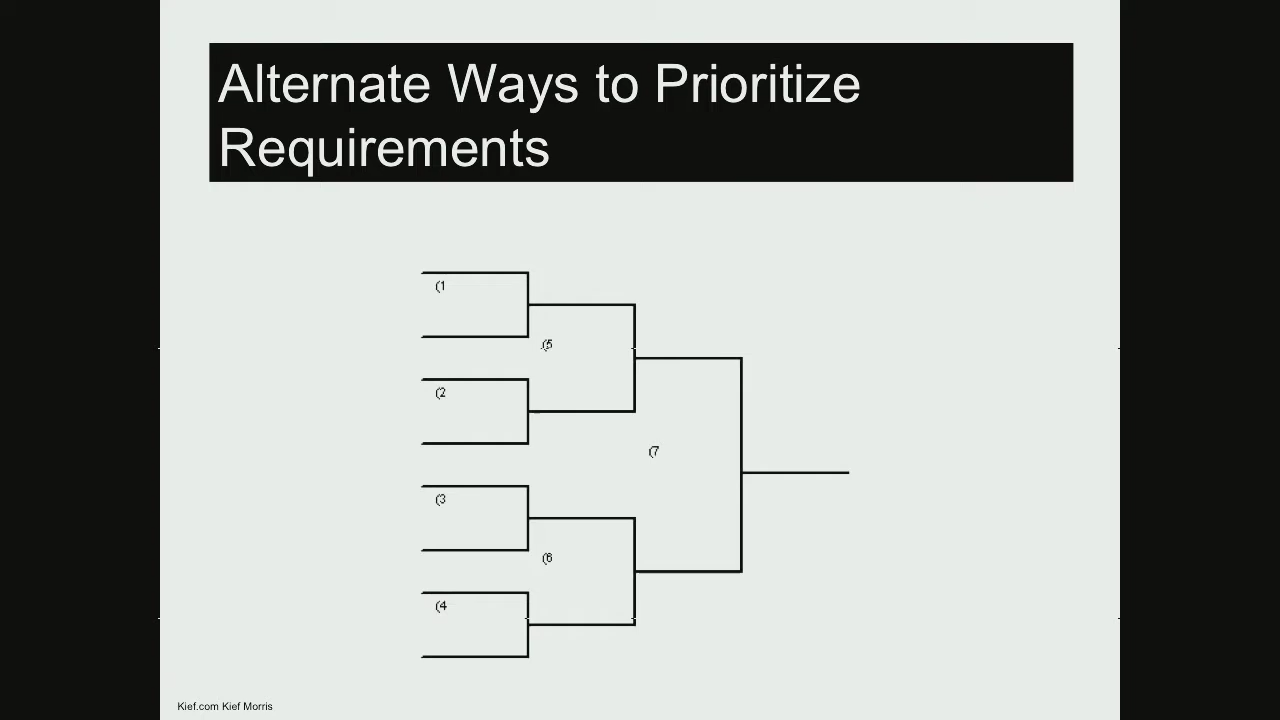 Alternate Ways to Prioritize
Requirements
(1
(5
(2
(7
(3
(6
(4
Kief.com Kief Morris